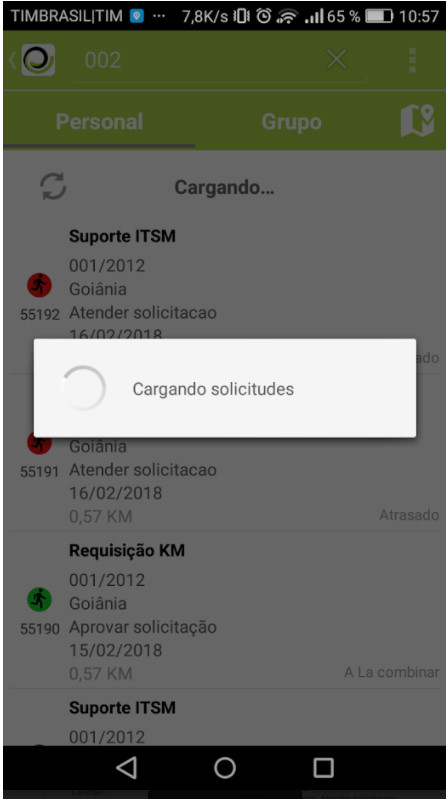 TIMBRASIL|TIM ··· 7,8K/s 65 % 10:57
002
Personal Grupo
Cargando...
Suporte ITSM
001/2012
Goiânia
55192 Atender solicitacao
16/02/2018
Cargando solicitudes
Goiânia
55191 Atender solicitacao
16/02/2018
0,57 KM Atrasado
Requisição KM
001/2012
Goiânia
55190 Aprovar solicitação
15/02/2018
0,57 KM A La combinar
Suporte ITSM
001/2012